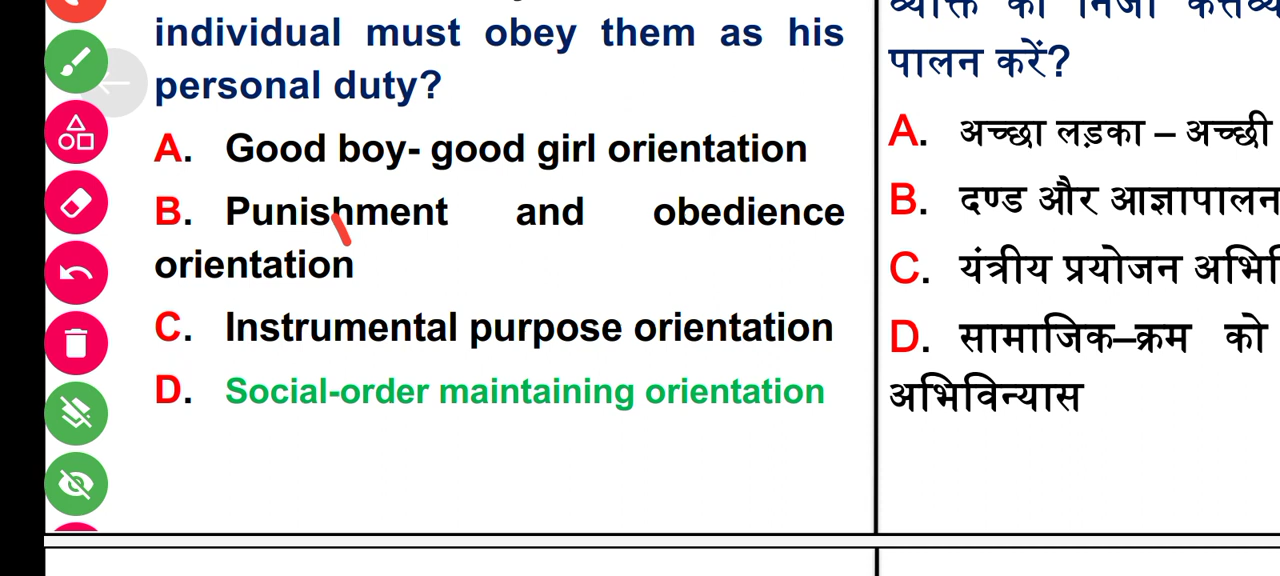 individual must obey them as his
personal duty?
A. Good boy- good girl orientation
B. Punishment and obedience
orientation
C. Instrumental purpose orientation
D. Social-order maintaining orientation
पालन करें?
A. अच्छा लड़का – अच्छी
B. दण्ड और आज्ञापालन
C. यंत्रीय प्रयोजन
D. सामाजिक–क्रम को
अभिविन्यास